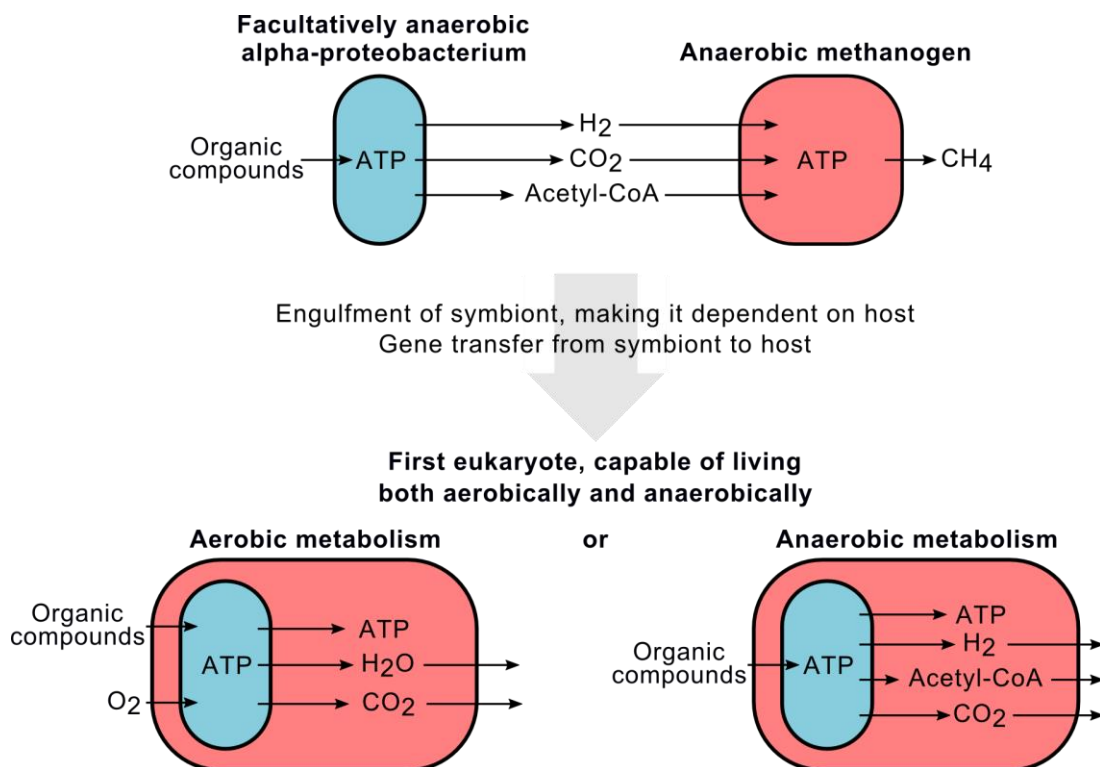 Facultatively anaerobic
alpha-proteobacterium
Anaerobic methanogen
Organic
compounds
ATP
H2
CO2
Acetyl-CoA
ATP
CH4
Engulfment of symbiont, making it dependent on host
Gene transfer from symbiont to host
First eukaryote, capable of living
both aerobically and anaerobically
Aerobic metabolism
or
Anaerobic metabolism
Organic
compounds
O2
ATP
ATP
H2O
CO2
Organic
compounds
ATP
ATP
H2
Acetyl-CoA
CO2